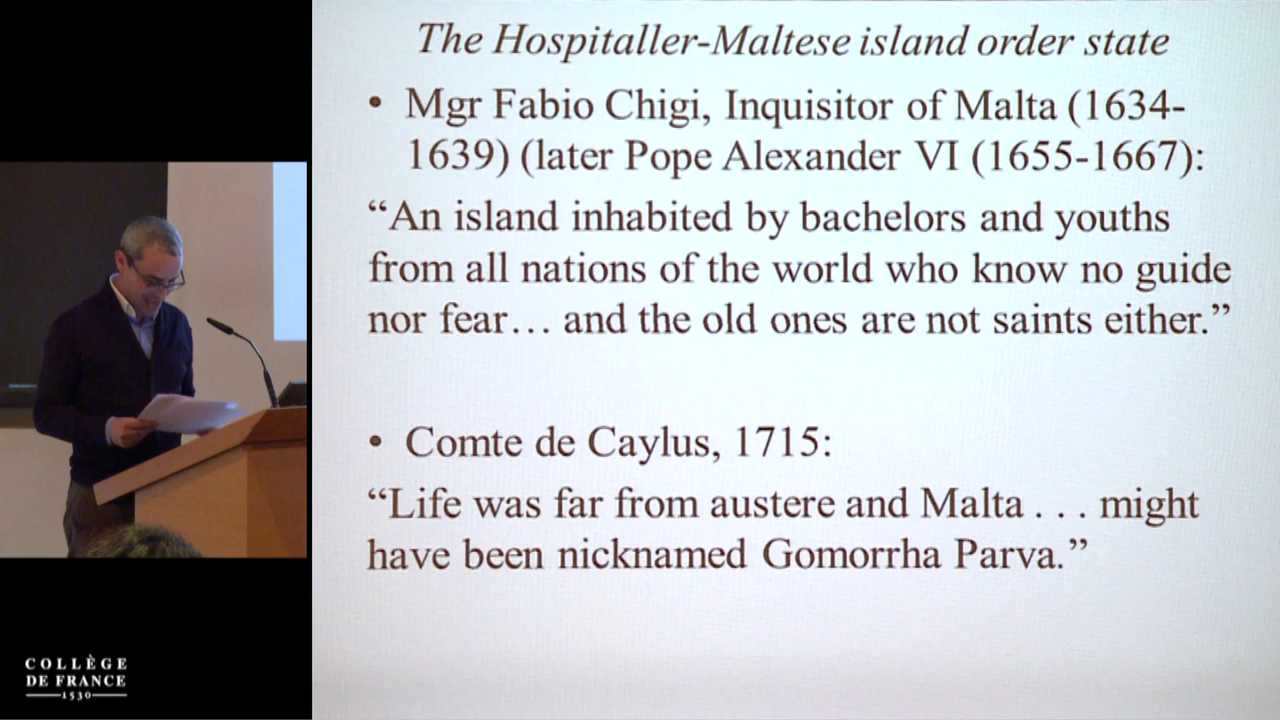 The Hospitaller-Maltese island order state
• Mgr Fabio Chigi, Inquisitor of Malta (1634-
1639) (later Pope Alexander VI (1655-1667):
“An island inhabited by bachelors and youths
from all nations of the world who know no guide
nor fear… and the old ones are not saints either.”
• Comte de Caylus, 1715:
“Life was far from austere and Malta . . . might
have been nicknamed Gomorrha Parva.”
COLLÈGE
DE FRANCE
1530